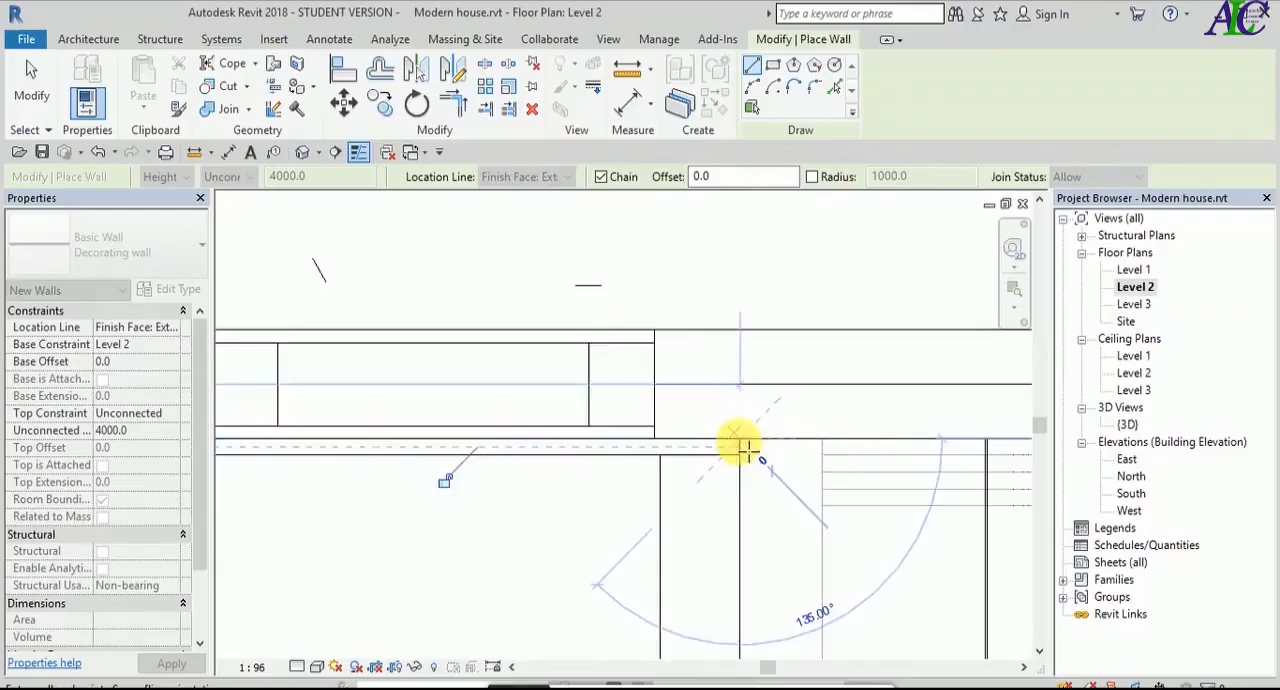 Autodesk Revit 2018 - STUDENT VERSION - Modern house.rvt - Floor Plan: Level 2
Type a keyword or phrase
Sign In
File Architecture Structure Systems Insert Annotate Analyze Massing & Site Collaborate View Manage Add-Ins Modify | Place Wall
Modify
Paste
Cope
Cut
Join
Select Properties Clipboard Geometry Modify View Measure Create Draw
Modify | Place Wall Height 4000.0 Location Line: Finish Face: Ext Chain Offset: 0.0 Radius: 1000.0 Join Status: Allow
Properties
Basic Wall
Decorating wall
New Walls Edit Type
Constraints
Location Line Finish Face: Ext...
Base Constraint Level 2
Base Offset 0.0
Base is Attach...
Base Extensio... 0.0
Top Constraint Unconnected
Unconnected ... 4000.0
Top Offset 0.0
Top is Attached
Top Extension... 0.0
Room Boundi...
Related to Mass
Structural
Structural
Enable Analyti...
Structural Usa... Non-bearing
Dimensions
Area
Volume
Properties help Apply
2D
0
135.00°
1 : 96
Project Browser - Modern house.rvt
Views (all)
Structural Plans
Floor Plans
Level 1
Level 2
Level 3
Site
Ceiling Plans
Level 1
Level 2
Level 3
3D Views
{3D}
Elevations (Building Elevation)
East
North
South
West
Legends
Schedules/Quantities
Sheets (all)
Families
Groups
Revit Links